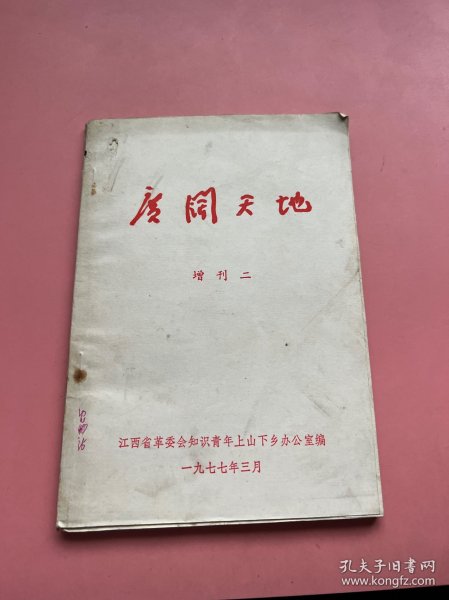 广阔天地
增刊二
江西省革委会知识青年上山下乡办公室编
一九七七年三月
孔夫子旧书网
www.kongfz.com